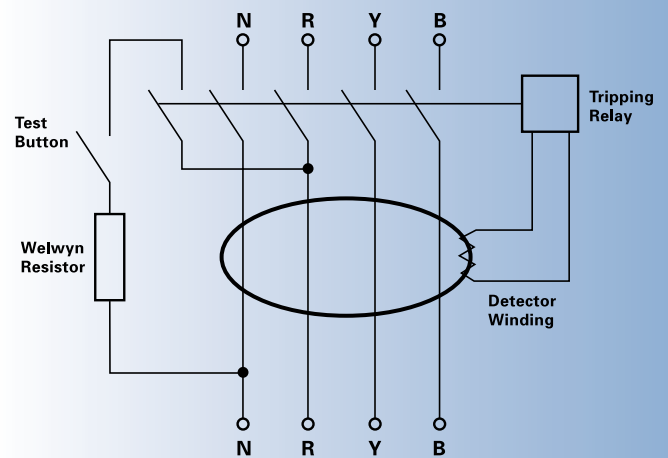 N R Y B
Test
Button
Tripping
Relay
Welwyn
Resistor
Detector
Winding
N R Y B